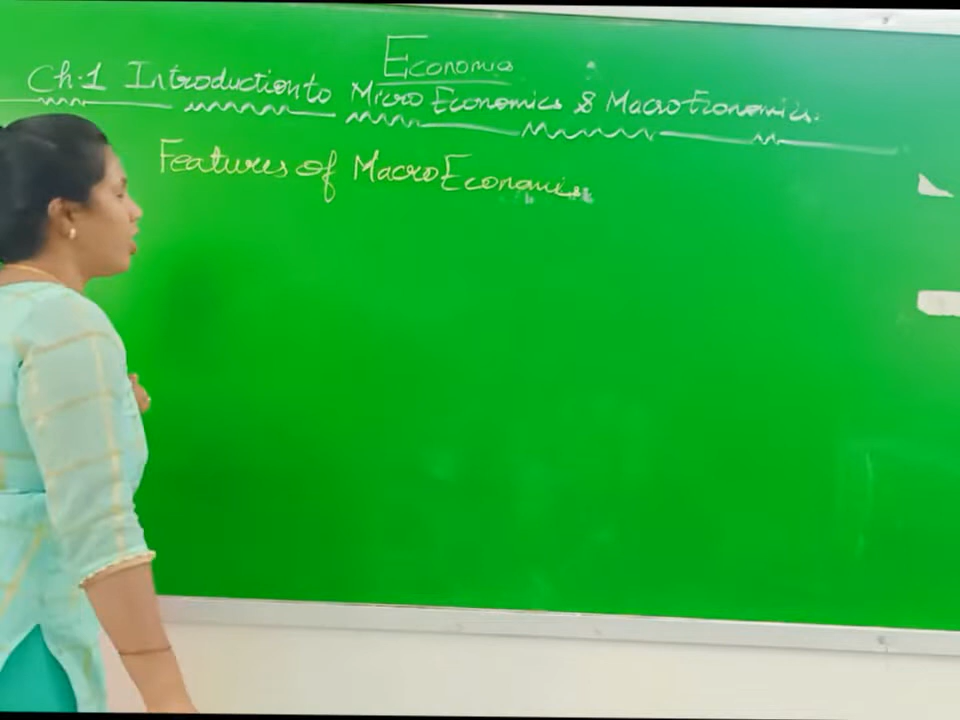 Economics
Ch.1 Introduction to Micro Economics & Macro Economics.
Features of Macro Economics